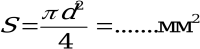 S = πd²/4 = .......мм²